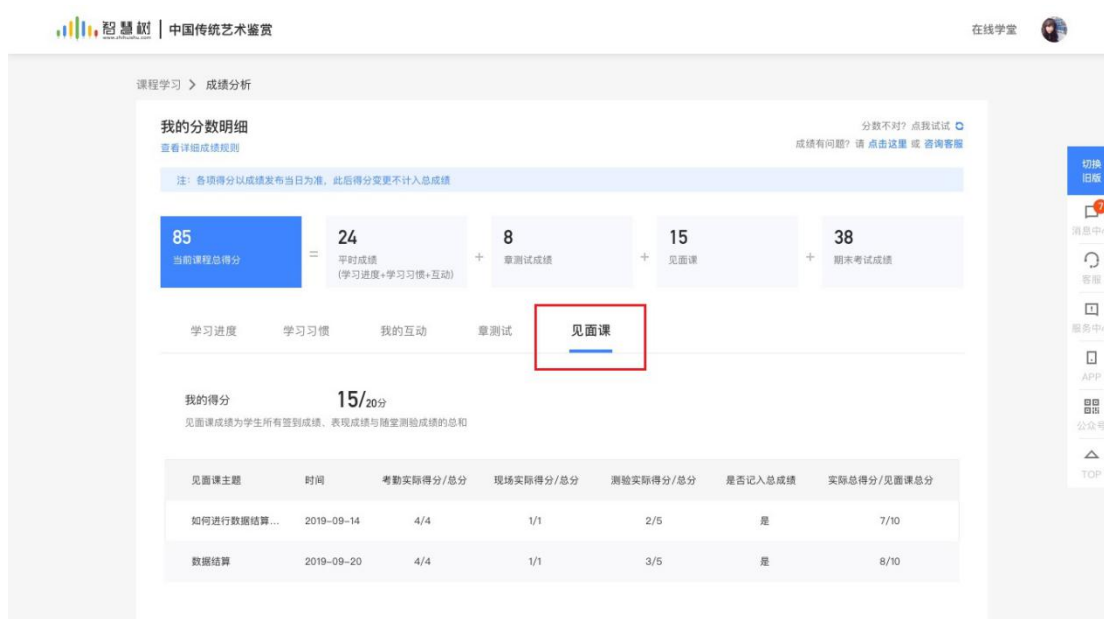 智慧树 中国传统艺术鉴赏
在线学堂
课程学习 > 成绩分析
我的分数明细
查看详细成绩规则
分数不对? 点我试试
成绩有问题? 请 点击这里 或 咨询客服
注: 各项得分以成绩发布当日为准, 此后得分变更不计入总成绩
85
当前课程总得分
=
24
平时成绩
(学习进度+学习习惯+互动)
+
8
章测试成绩
+
15
见面课
+
38
期末考试成绩
学习进度 学习习惯 我的互动 章测试 见面课
我的得分 15/20分
见面课成绩为学生所有签到成绩、表现成绩与随堂测验成绩的总和
见面课主题 时间 考勤实际得分/总分 现场实际得分/总分 测验实际得分/总分 是否记入总成绩 实际总得分/见面课总分
如何进行数据结算... 2019-09-14 4/4 1/1 2/5 是 7/10
数据结算 2019-09-20 4/4 1/1 3/5 是 8/10
切换
旧版
7
消息中
客服
服务中
APP
公众号
TOP